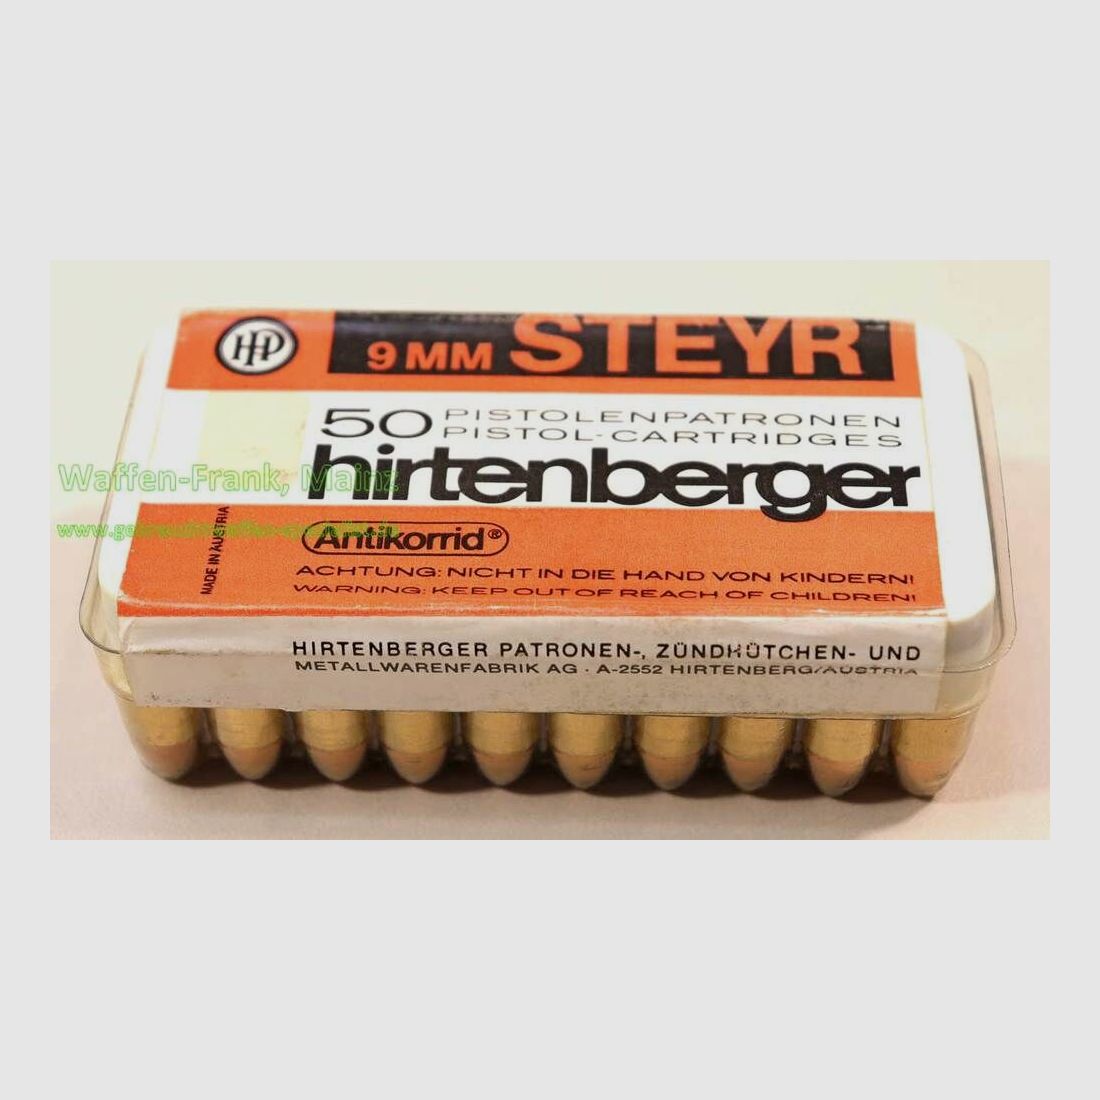 HP
9 MM STEYR
50 PISTOLENPATRONEN
PISTOL-CARTRIDGES
hirtenberger
Waffen-Frank, Mainz
Antikorrid®
MADE IN AUSTRIA
ACHTUNG: NICHT IN DIE HAND VON KINDERN!
WARNING: KEEP OUT OF REACH OF CHILDREN!
HIRTENBERGER PATRONEN-, ZÜNDHÜTCHEN- UND
METALLWARENFABRIK AG · A-2552 HIRTENBERG/AUSTRIA